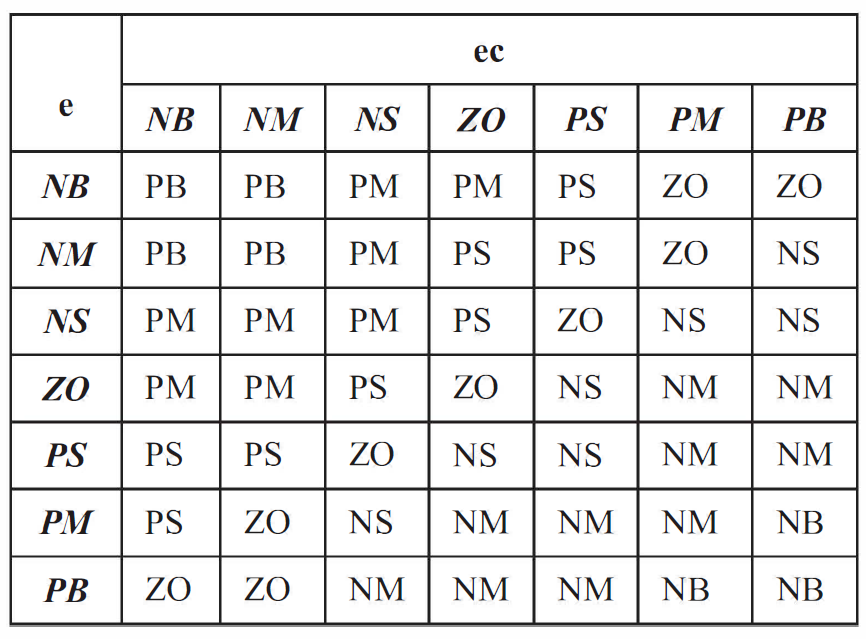 ec
e
NB NM NS ZO PS PM PB
NB PB PB PM PM PS ZO ZO
NM PB PB PM PS PS ZO NS
NS PM PM PM PS ZO NS NS
ZO PM PM PS ZO NS NM NM
PS PS PS ZO NS NS NM NM
PM PS ZO NS NM NM NM NB
PB ZO ZO NM NM NM NB NB